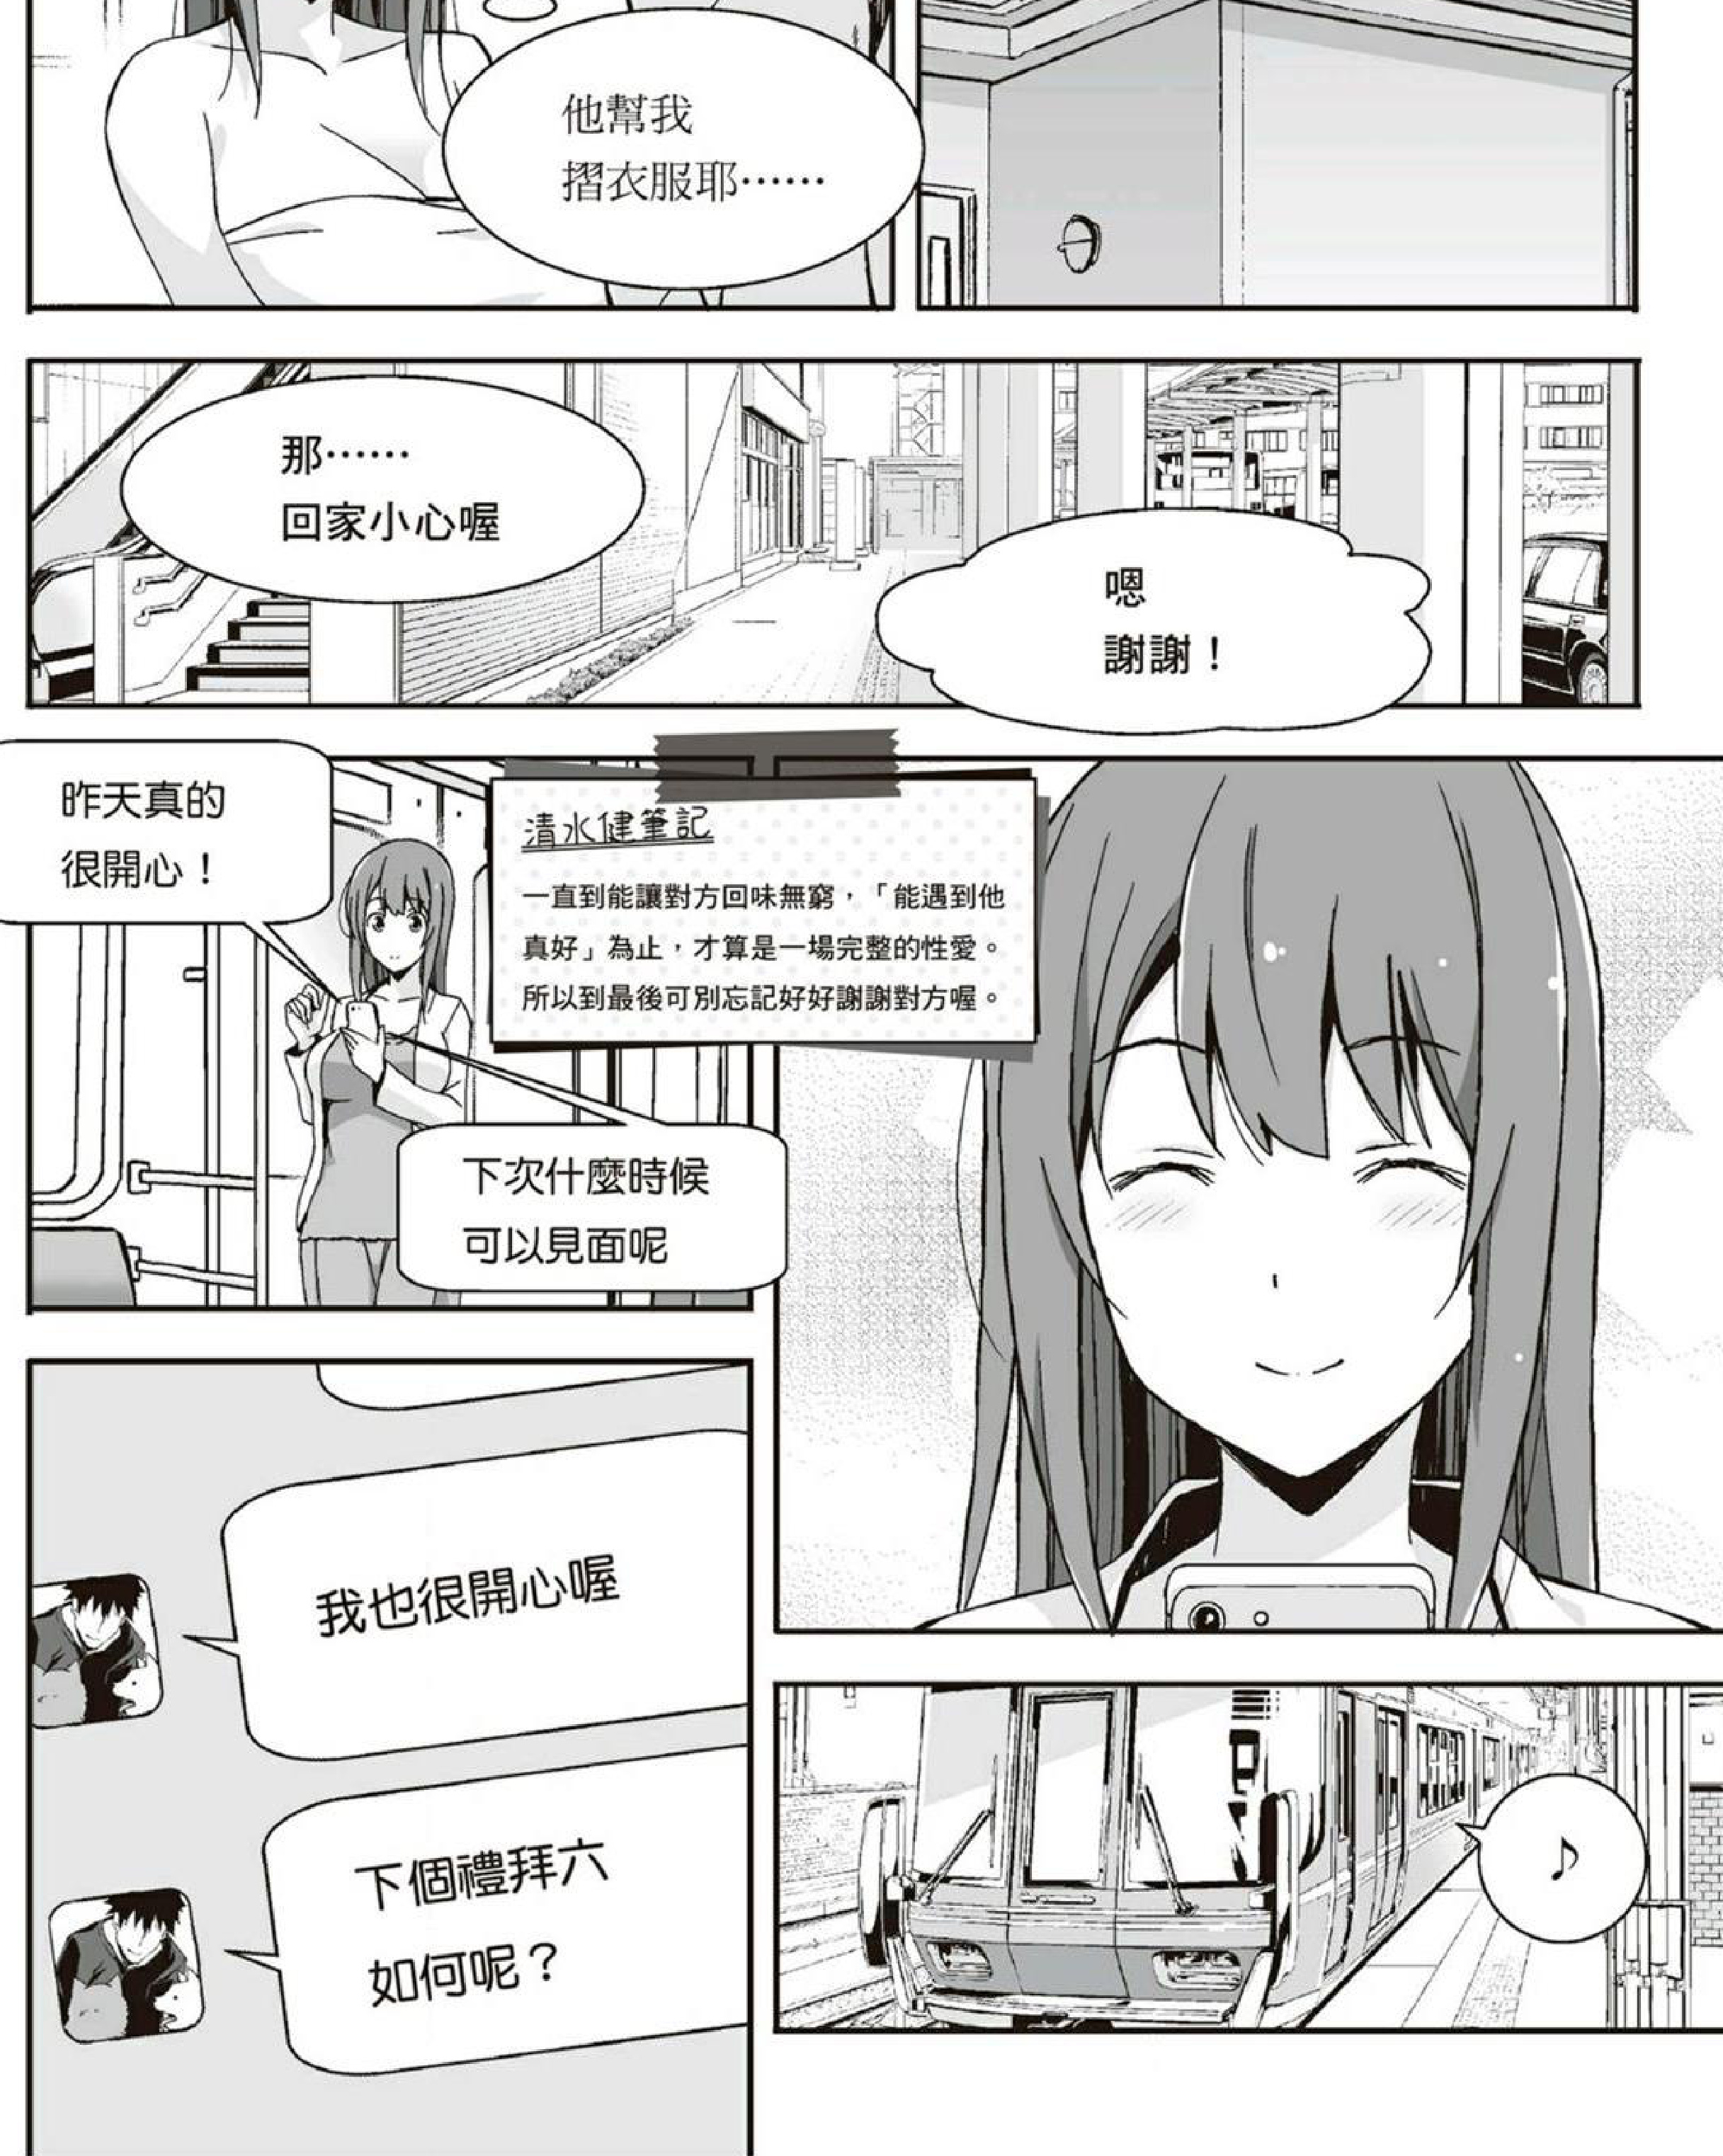 他幫我
摺衣服耶⋯⋯
那⋯⋯
回家小心喔
嗯
謝謝！
昨天真的
很開心！
清水健筆記
一直到能讓對方回味無窮，「能遇到他
真好」為止，才算是一場完整的性愛。
所以到最後可別忘記好好謝謝對方喔。
下次什麼時候
可以見面呢
我也很開心喔
下個禮拜六
如何呢？
♪